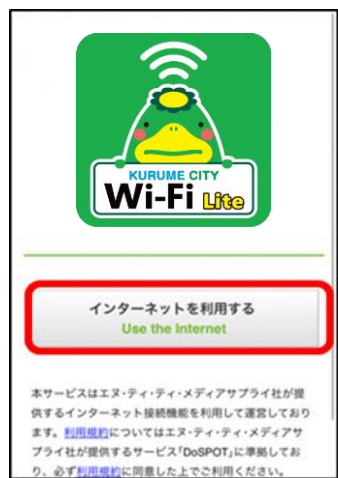 KURUME CITY
Wi-Fi Lite
インターネットを利用する
Use the Internet
本サービスはエヌ・ティ・ティ・メディアサプライ社が提
供するインターネット接続機能を利用して運営しており
ます。利用規約についてはエヌ・ティ・ティ・メディアサ
プライ社が提供するサービス「DoSPOT」に準拠してお
り、必ず利用規約に同意した上でご利用ください。